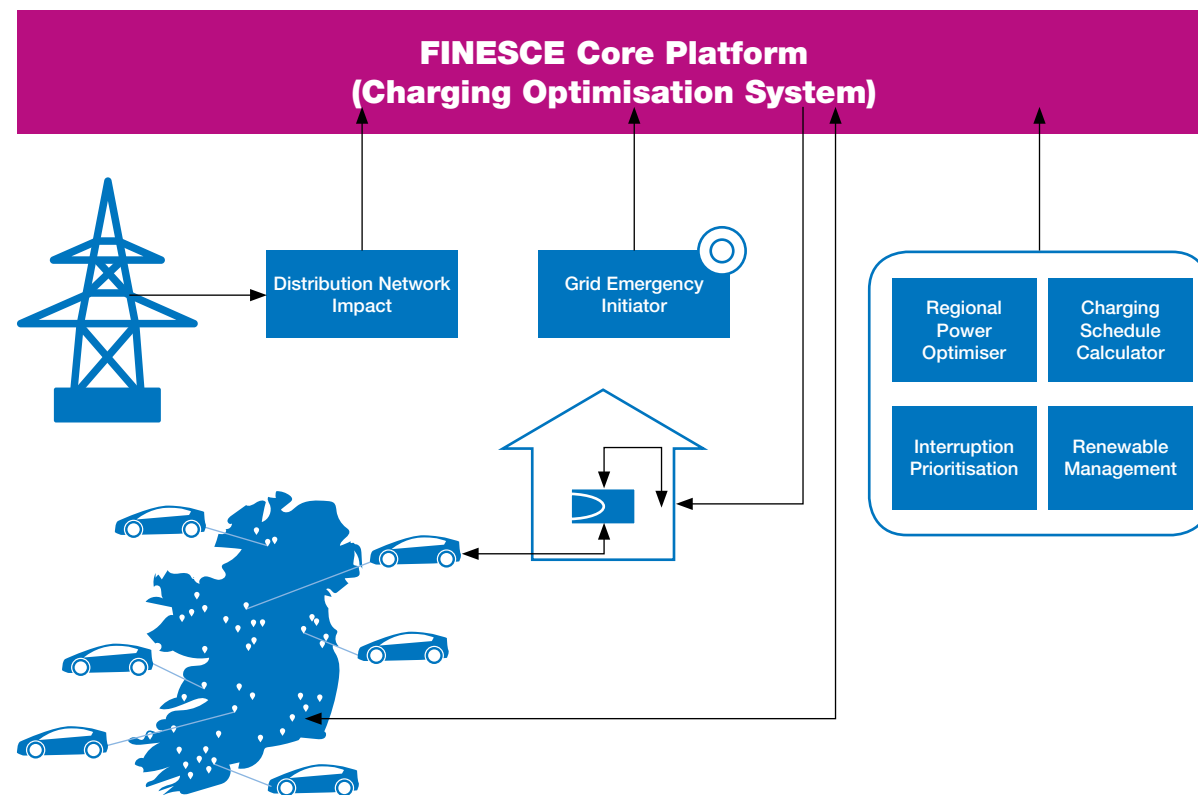 FINESCE Core Platform
(Charging Optimisation System)
Distribution Network
Impact
Grid Emergency
Initiator
Regional
Power
Optimiser
Charging
Schedule
Calculator
Interruption
Prioritisation
Renewable
Management